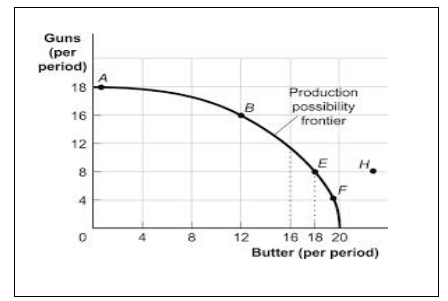 Guns
(per
period)
A
18
Production
possibility
frontier
B
16
12
E
H
8
F
4
0
4
8
12
16
18
20
Butter (per period)